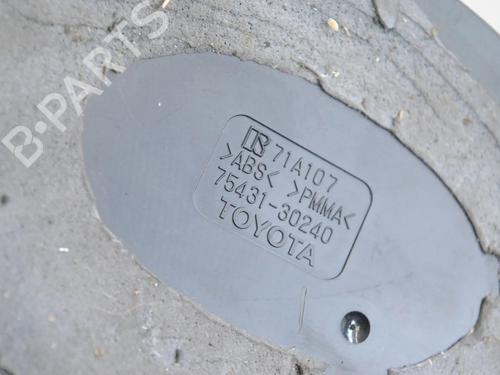 B-PARTS
71A107
>ABS< >PMMA<
75431-30240
TOYOTA